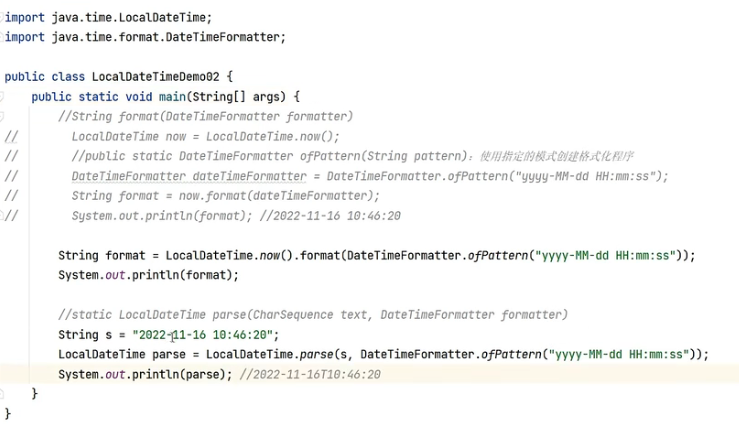 import java.time.LocalDateTime;
import java.time.format.DateTimeFormatter;
public class LocalDateTimeDemo02 {
public static void main(String[] args) {
//String format(DateTimeFormatter formatter)
// LocalDateTime now = LocalDateTime.now();
// //public static DateTimeFormatter ofPattern(String pattern)：使用指定的模式创建格式化程序
// DateTimeFormatter dateTimeFormatter = DateTimeFormatter.ofPattern("yyyy-MM-dd HH:mm:ss");
// String format = now.format(dateTimeFormatter);
// System.out.println(format); //2022-11-16 10:46:20
String format = LocalDateTime.now().format(DateTimeFormatter.ofPattern("yyyy-MM-dd HH:mm:ss"));
System.out.println(format);
//static LocalDateTime parse(CharSequence text, DateTimeFormatter formatter)
String s = "2022-11-16 10:46:20";
LocalDateTime parse = LocalDateTime.parse(s, DateTimeFormatter.ofPattern("yyyy-MM-dd HH:mm:ss"));
System.out.println(parse); //2022-11-16T10:46:20
}
}